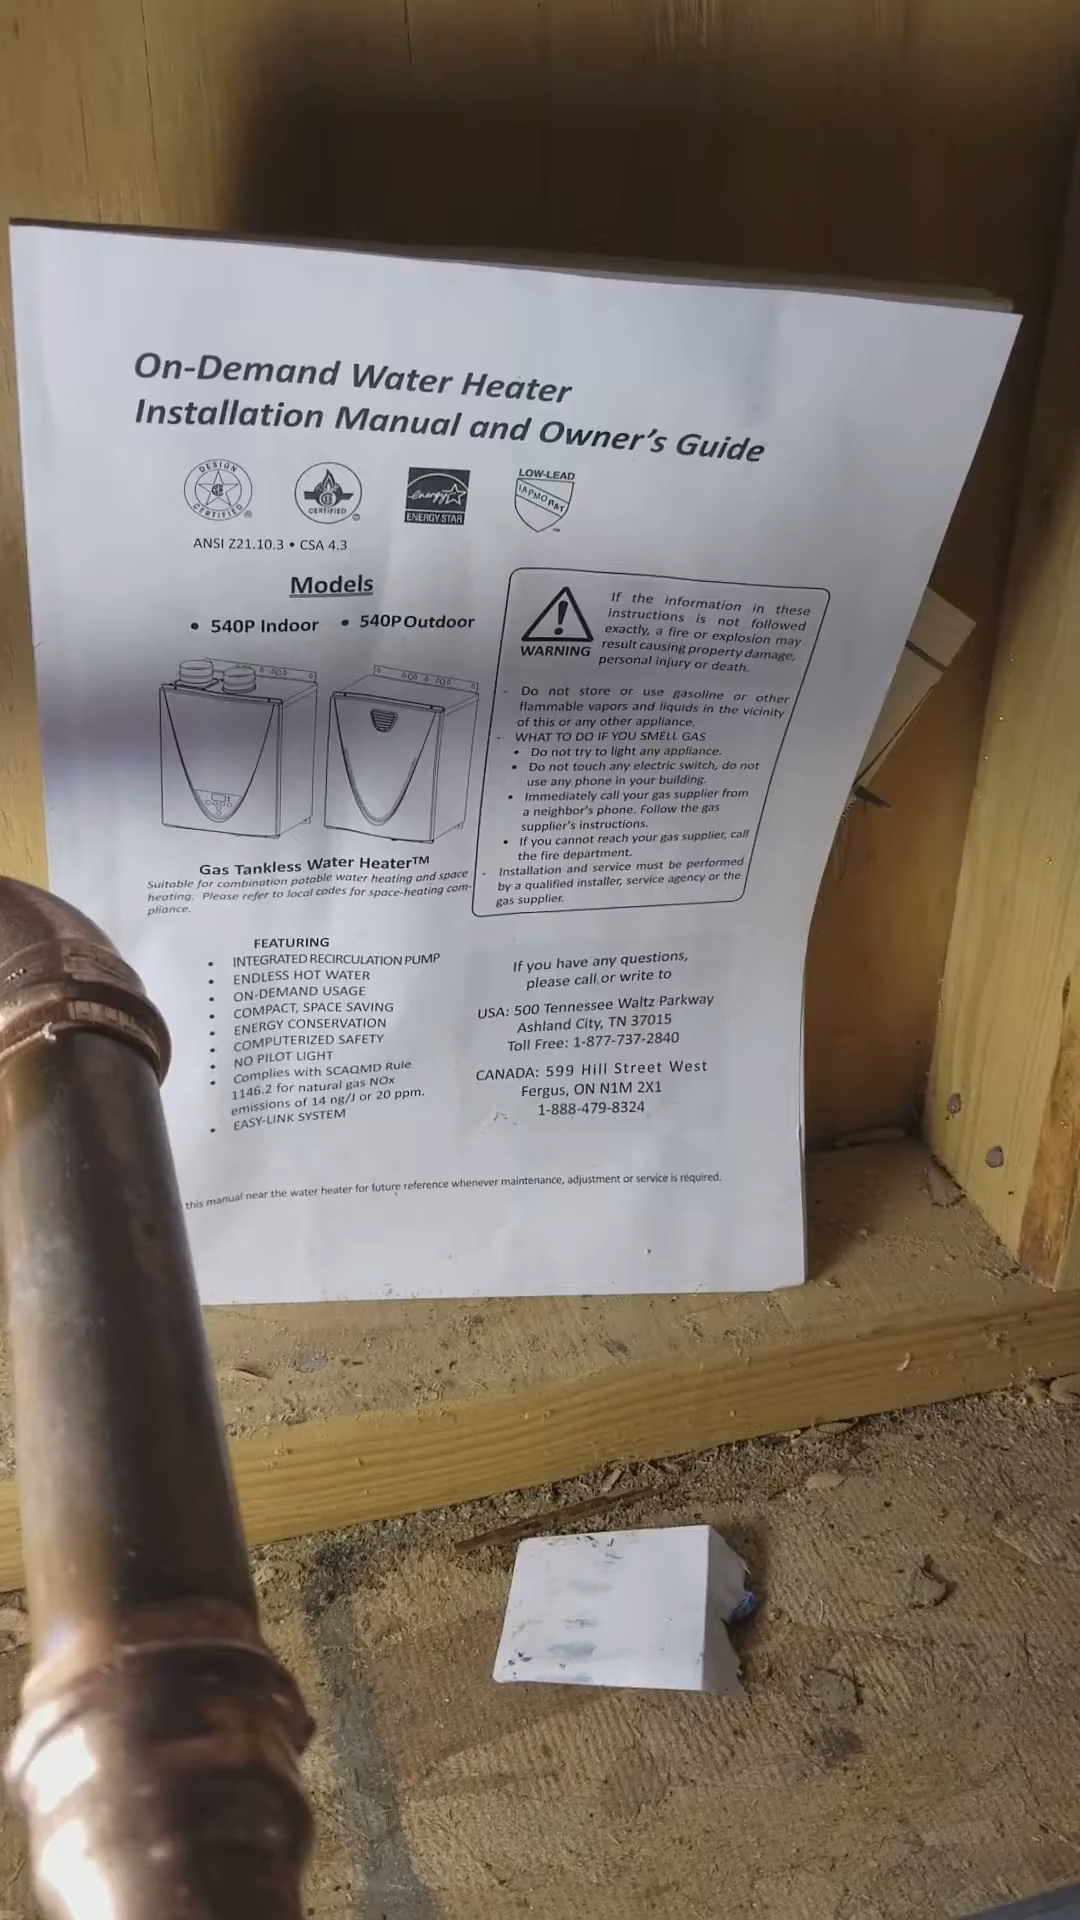 On-Demand Water Heater
Installation Manual and Owner's Guide
DESIGN
CERTIFIED
CERTIFIED
energy
ENERGY STAR
LOW-LEAD
IAPMO R&T
ANSI Z21.10.3 • CSA 4.3
Models
• 540P Indoor • 540P Outdoor
Gas Tankless Water Heater™
Suitable for combination potable water heating and space
heating. Please refer to local codes for space-heating com-
pliance.
WARNING
If the information in these
instructions is not followed
exactly, a fire or explosion may
result causing property damage,
personal injury or death.
- Do not store or use gasoline or other
flammable vapors and liquids in the vicinity
of this or any other appliance.
- WHAT TO DO IF YOU SMELL GAS
• Do not try to light any appliance.
• Do not touch any electric switch, do not
use any phone in your building.
• Immediately call your gas supplier from
a neighbor's phone. Follow the gas
supplier's instructions.
• If you cannot reach your gas supplier, call
the fire department.
- Installation and service must be performed
by a qualified installer, service agency or the
gas supplier.
FEATURING
• INTEGRATED RECIRCULATION PUMP
• ENDLESS HOT WATER
• ON-DEMAND USAGE
• COMPACT, SPACE SAVING
• ENERGY CONSERVATION
• COMPUTERIZED SAFETY
• NO PILOT LIGHT
• Complies with SCAQMD Rule
1146.2 for natural gas NOx
emissions of 14 ng/J or 20 ppm.
• EASY-LINK SYSTEM
If you have any questions,
please call or write to
USA: 500 Tennessee Waltz Parkway
Ashland City, TN 37015
Toll Free: 1-877-737-2840
CANADA: 599 Hill Street West
Fergus, ON N1M 2X1
1-888-479-8324
this manual near the water heater for future reference whenever maintenance, adjustment or service is required.